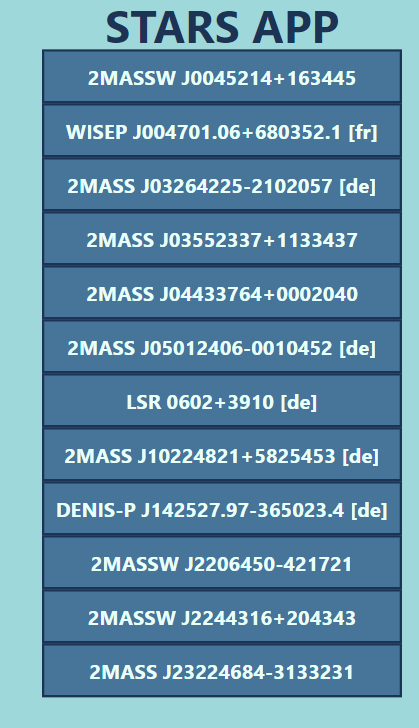 STARS APP
2MASSW J0045214+163445
WISEP J004701.06+680352.1 [fr]
2MASS J03264225-2102057 [de]
2MASS J03552337+1133437
2MASS J04433764+0002040
2MASS J05012406-0010452 [de]
LSR 0602+3910 [de]
2MASS J10224821+5825453 [de]
DENIS-P J142527.97-365023.4 [de]
2MASSW J2206450-421721
2MASSW J2244316+204343
2MASS J23224684-3133231